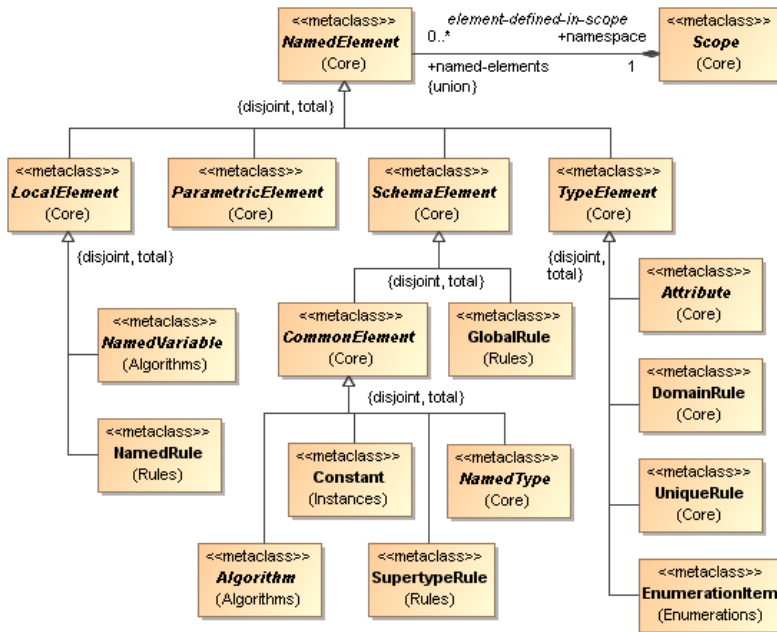 <<metaclass>>
NamedElement
(Core)
element-defined-in-scope
0..*
+namespace
+named-elements
{union}
1
<<metaclass>>
Scope
(Core)
{disjoint, total}
<<metaclass>>
LocalElement
(Core)
<<metaclass>>
ParametricElement
(Core)
<<metaclass>>
SchemaElement
(Core)
<<metaclass>>
TypeElement
(Core)
{disjoint, total}
{disjoint, total}
{disjoint,
total}
<<metaclass>>
NamedVariable
(Algorithms)
<<metaclass>>
NamedRule
(Rules)
<<metaclass>>
CommonElement
(Core)
<<metaclass>>
GlobalRule
(Rules)
{disjoint, total}
<<metaclass>>
Constant
(Instances)
<<metaclass>>
NamedType
(Core)
<<metaclass>>
Algorithm
(Algorithms)
<<metaclass>>
SupertypeRule
(Rules)
<<metaclass>>
Attribute
(Core)
<<metaclass>>
DomainRule
(Core)
<<metaclass>>
UniqueRule
(Core)
<<metaclass>>
EnumerationItem
(Enumerations)